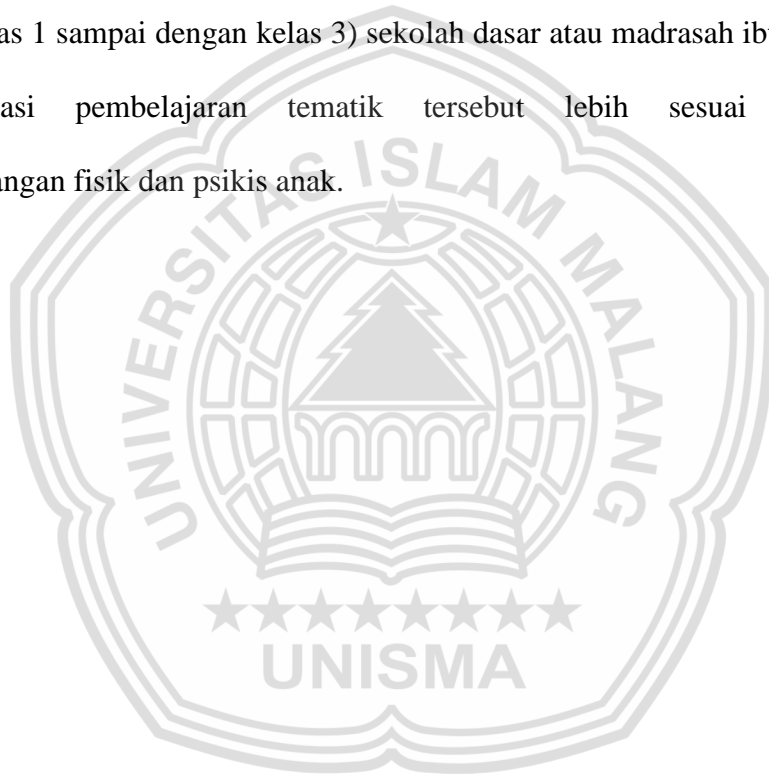 as 1 sampai dengan kelas 3) sekolah dasar atau madrasah ib
asi pembelajaran tematik tersebut lebih sesuai
angan fisik dan psikis anak.
UNIVERSITAS ISLAM MALANG
UNISMA